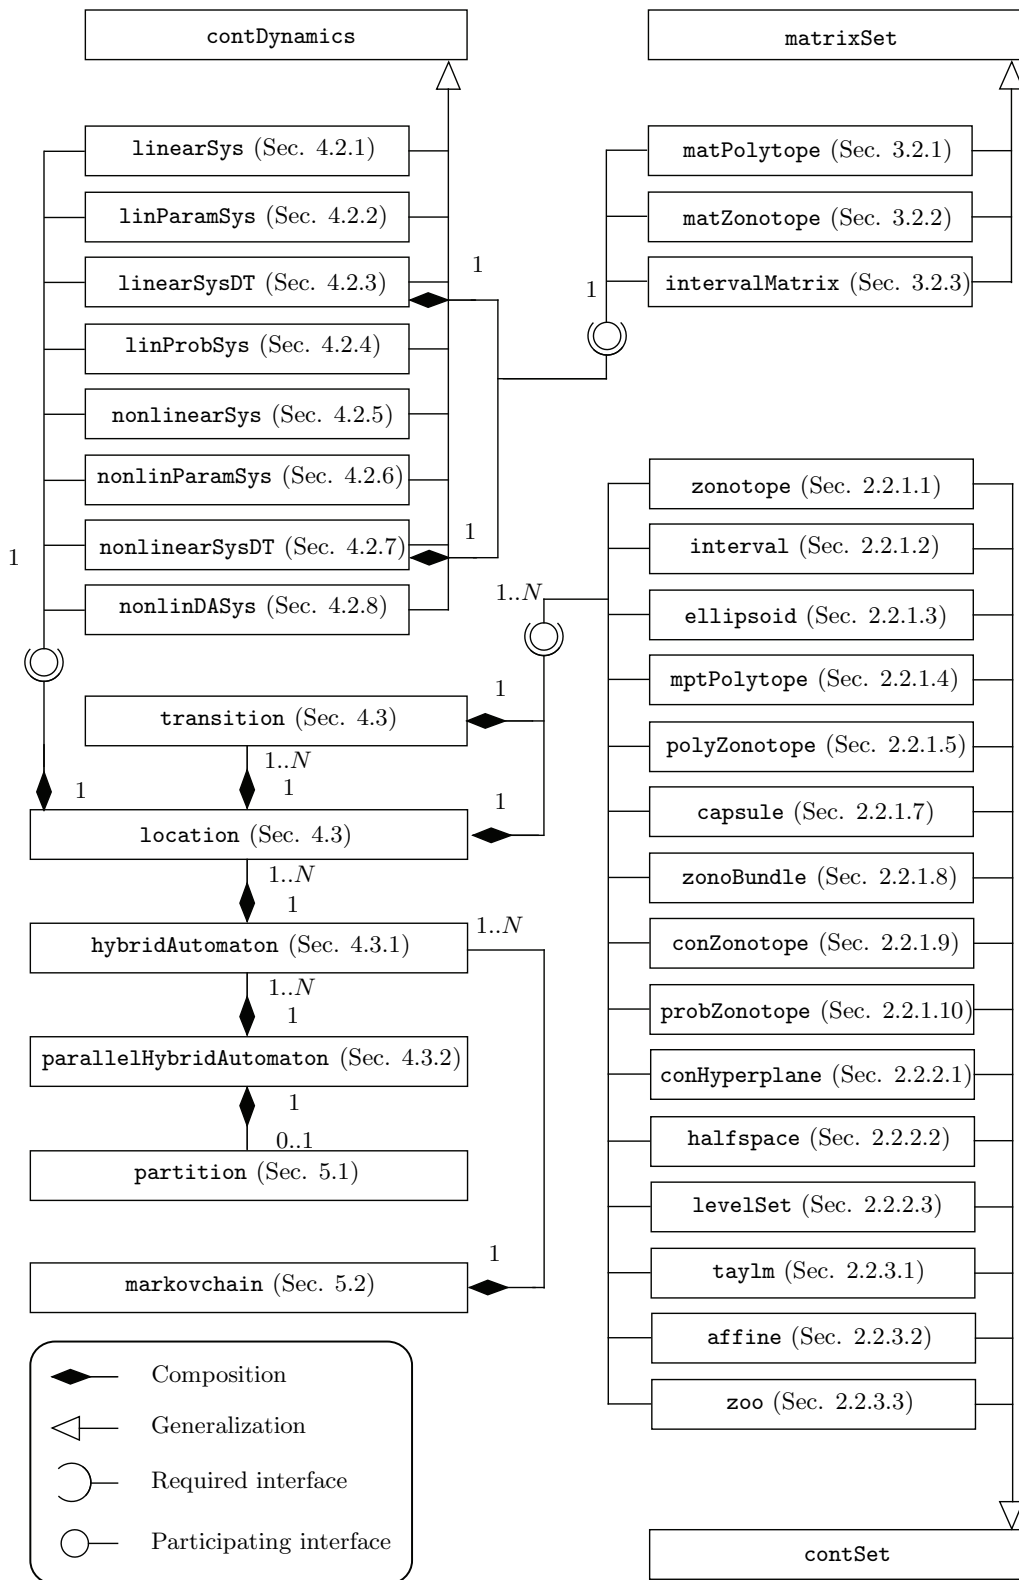 contDynamics
linearSys (Sec. 4.2.1)
linParamSys (Sec. 4.2.2)
linearSysDT (Sec. 4.2.3)
1
linProbSys (Sec. 4.2.4)
nonlinearSys (Sec. 4.2.5)
nonlinParamSys (Sec. 4.2.6)
nonlinearSysDT (Sec. 4.2.7)
1
1
nonlinDASys (Sec. 4.2.8)
matrixSet
matPolytope (Sec. 3.2.1)
matZonotope (Sec. 3.2.2)
intervalMatrix (Sec. 3.2.3)
1
1..N
transition (Sec. 4.3)
1
1..N
1
1
location (Sec. 4.3)
1
1..N
1
hybridAutomaton (Sec. 4.3.1)
1..N
1..N
1
parallelHybridAutomaton (Sec. 4.3.2)
1
0..1
partition (Sec. 5.1)
markovchain (Sec. 5.2)
1
zonotope (Sec. 2.2.1.1)
interval (Sec. 2.2.1.2)
ellipsoid (Sec. 2.2.1.3)
mptPolytope (Sec. 2.2.1.4)
polyZonotope (Sec. 2.2.1.5)
capsule (Sec. 2.2.1.7)
zonoBundle (Sec. 2.2.1.8)
conZonotope (Sec. 2.2.1.9)
probZonotope (Sec. 2.2.1.10)
conHyperplane (Sec. 2.2.2.1)
halfspace (Sec. 2.2.2.2)
levelSet (Sec. 2.2.2.3)
taylm (Sec. 2.2.3.1)
affine (Sec. 2.2.3.2)
zoo (Sec. 2.2.3.3)
contSet
Composition
Generalization
Required interface
Participating interface